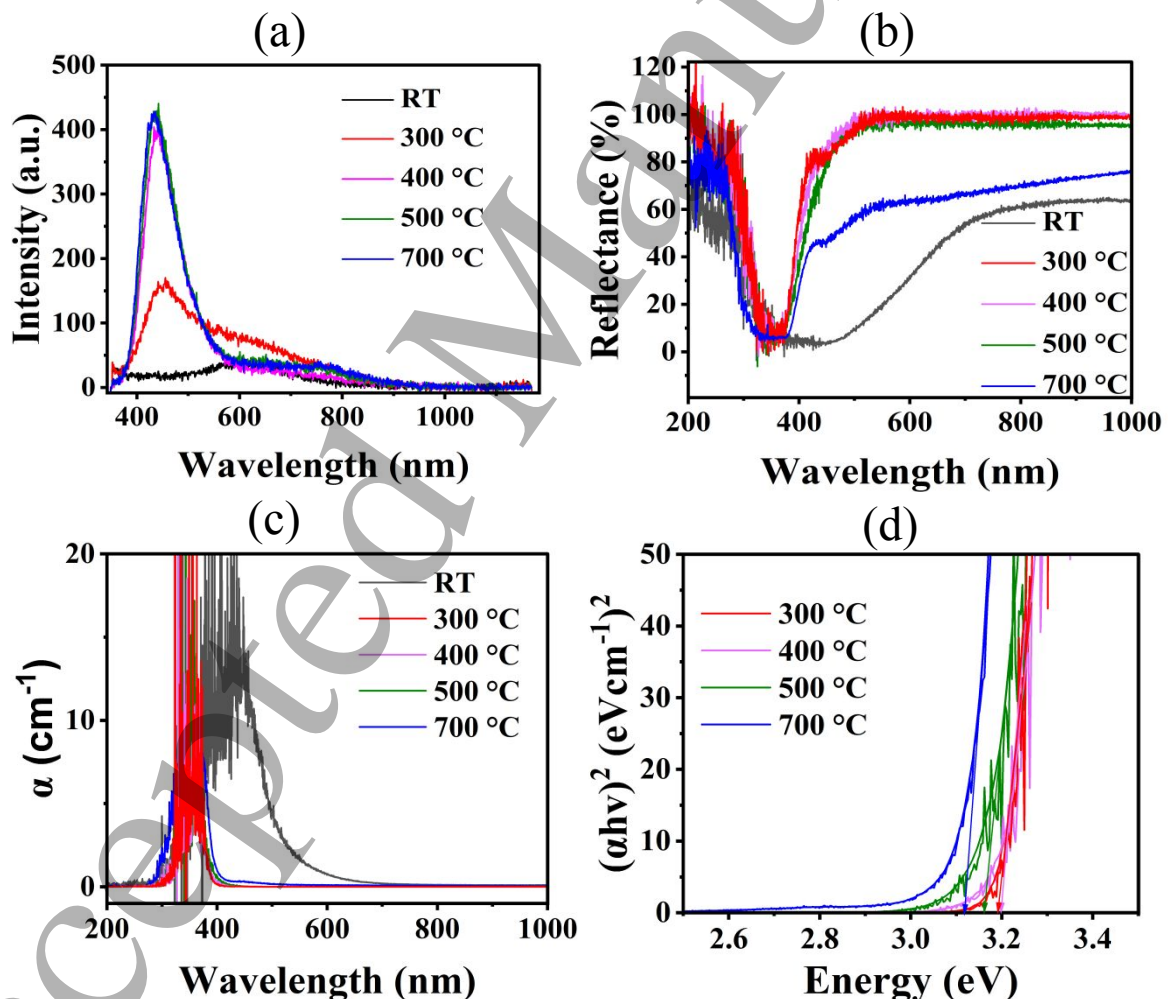 (a)
500
400
300
200
100
0
RT
300 °C
400 °C
500 °C
700 °C
400 600 800 1000
Intensity (a.u.)
Wavelength (nm)
(b)
120
100
80
60
40
20
0
RT
300 °C
400 °C
500 °C
700 °C
200 400 600 800 1000
Reflectance (%)
Wavelength (nm)
(c)
20
10
0
RT
300 °C
400 °C
500 °C
700 °C
200 400 600 800 1000
α (cm⁻¹)
Wavelength (nm)
(d)
50
40
30
20
10
0
300 °C
400 °C
500 °C
700 °C
2.6 2.8 3.0 3.2 3.4
(αhν)² (eVcm⁻¹)²
Energy (eV)
cepted Manu